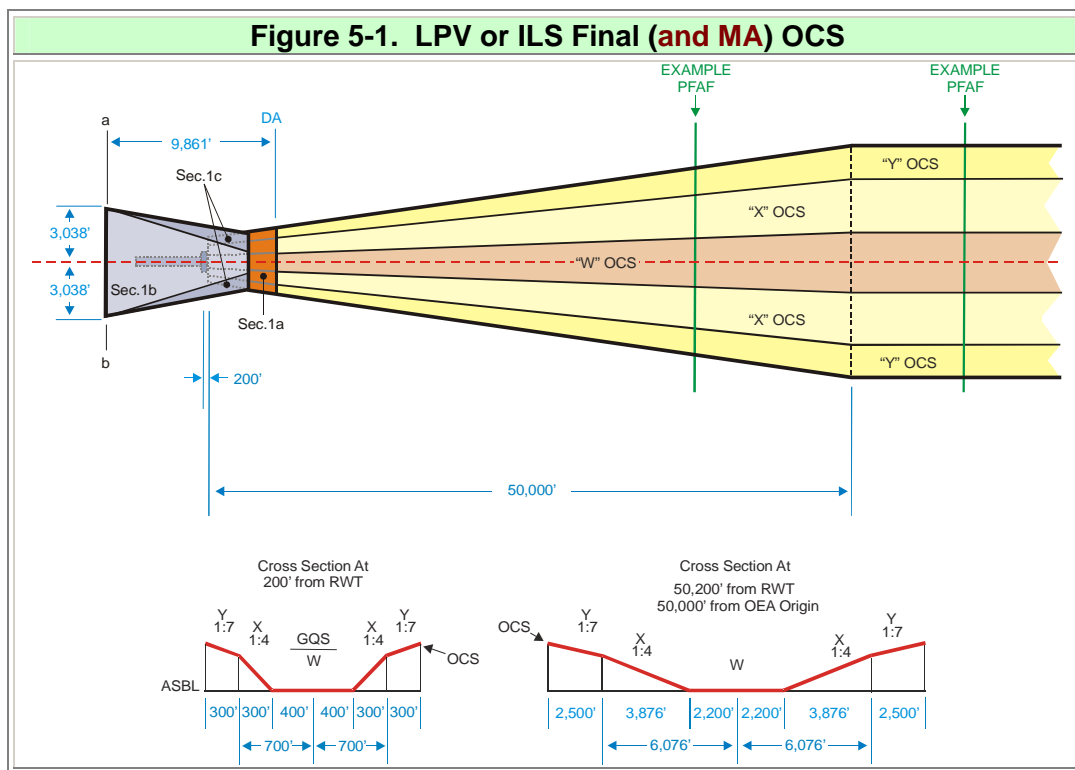 Figure 5-1. LPV or ILS Final (and MA) OCS
EXAMPLE
PFAF
EXAMPLE
PFAF
a
DA
9,861’
Sec.1c
“Y” OCS
“X” OCS
3,038’
“W” OCS
3,038’
Sec.1b
Sec.1a
“X” OCS
b
“Y” OCS
200’
50,000’
Cross Section At
200’ from RWT
Y
1:7
X
1:4
GQS
W
X
1:4
Y
1:7
OCS
ASBL
300’ 300’ 400’ 400’ 300’ 300’
700’ 700’
Cross Section At
50,200’ from RWT
50,000’ from OEA Origin
OCS
Y
1:7
X
1:4
W
X
1:4
Y
1:7
2,500’ 3,876’ 2,200’ 2,200’ 3,876’ 2,500’
6,076’ 6,076’